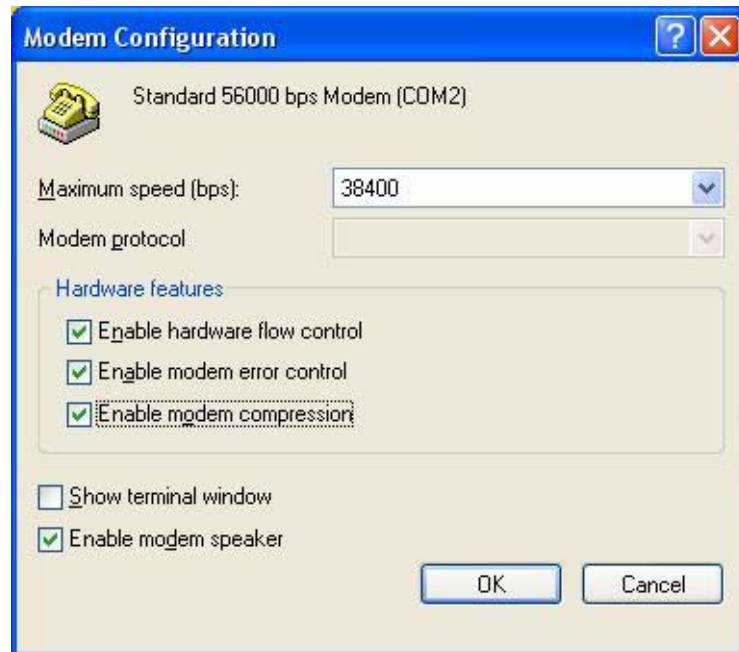 Modem Configuration
?
Standard 56000 bps Modem (COM2)
Maximum speed (bps):
38400
Modem protocol
Hardware features
Enable hardware flow control
Enable modem error control
Enable modem compression
Show terminal window
Enable modem speaker
OK
Cancel